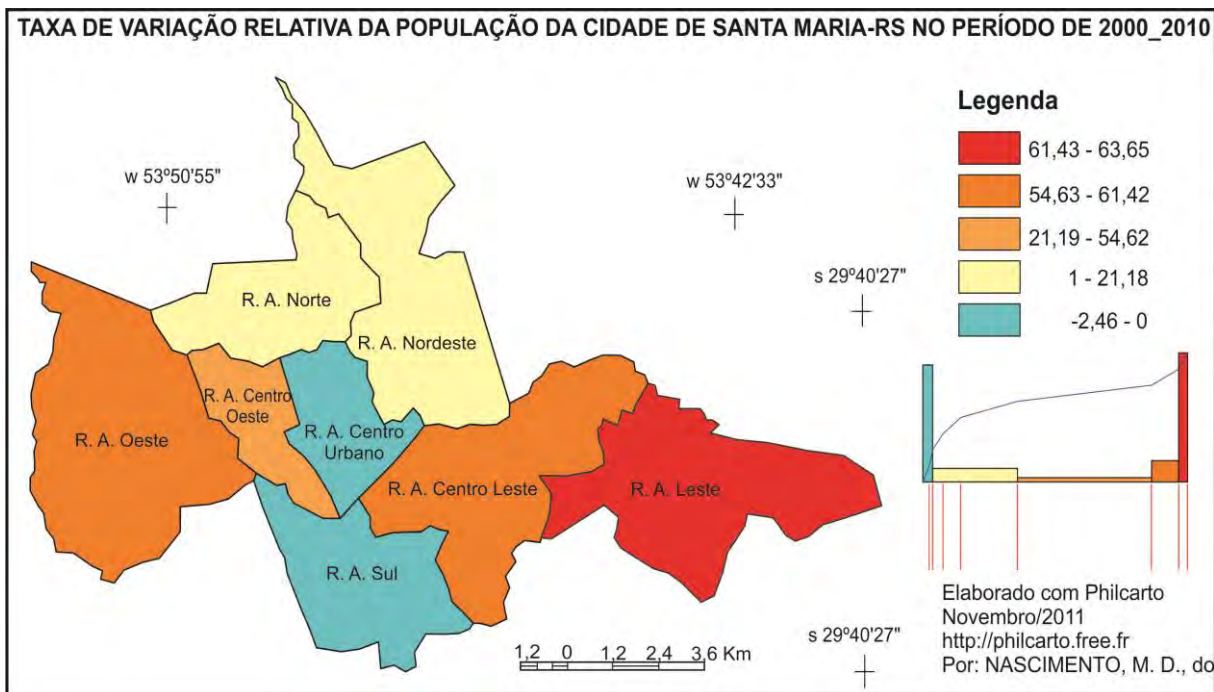 TAXA DE VARIAÇÃO RELATIVA DA POPULAÇÃO DA CIDADE DE SANTA MARIA-RS NO PERÍODO DE 2000_2010
Legenda
61,43 - 63,65
54,63 - 61,42
21,19 - 54,62
1 - 21,18
-2,46 - 0
w 53º50'55"
w 53º42'33"
s 29º40'27"
R. A. Norte
R. A. Nordeste
R. A. Centro
Oeste
R. A. Oeste
R. A. Centro
Urbano
R. A. Centro Leste
R. A. Leste
R. A. Sul
s 29º40'27"
1,2 0 1,2 2,4 3,6 Km
Elaborado com Philcarto
Novembro/2011
http://philcarto.free.fr
Por: NASCIMENTO, M. D., do